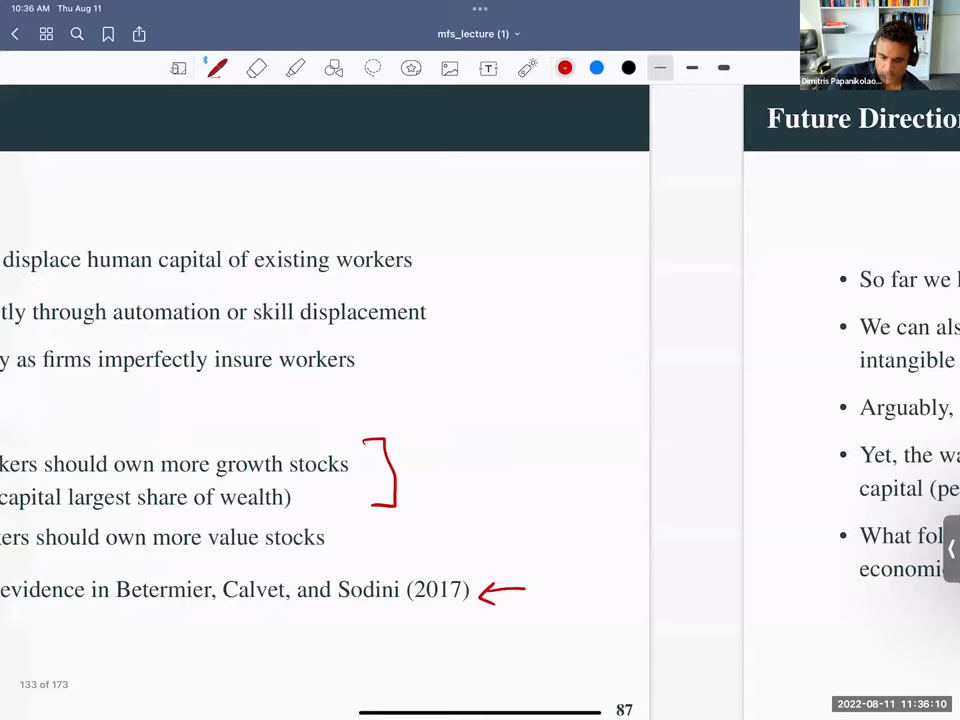 10:36 AM Thu Aug 11
mfs_lecture (1)
T
Dimitris Papanikolao...
displace human capital of existing workers
tly through automation or skill displacement
y as firms imperfectly insure workers
kers should own more growth stocks
capital largest share of wealth)
kers should own more value stocks
evidence in Betermier, Calvet, and Sodini (2017)
133 of 173
87
Future Directio
• So far we
• We can als
intangible
• Arguably,
• Yet, the wa
capital (pe
• What fol
economi
2022-08-11 11:36:10